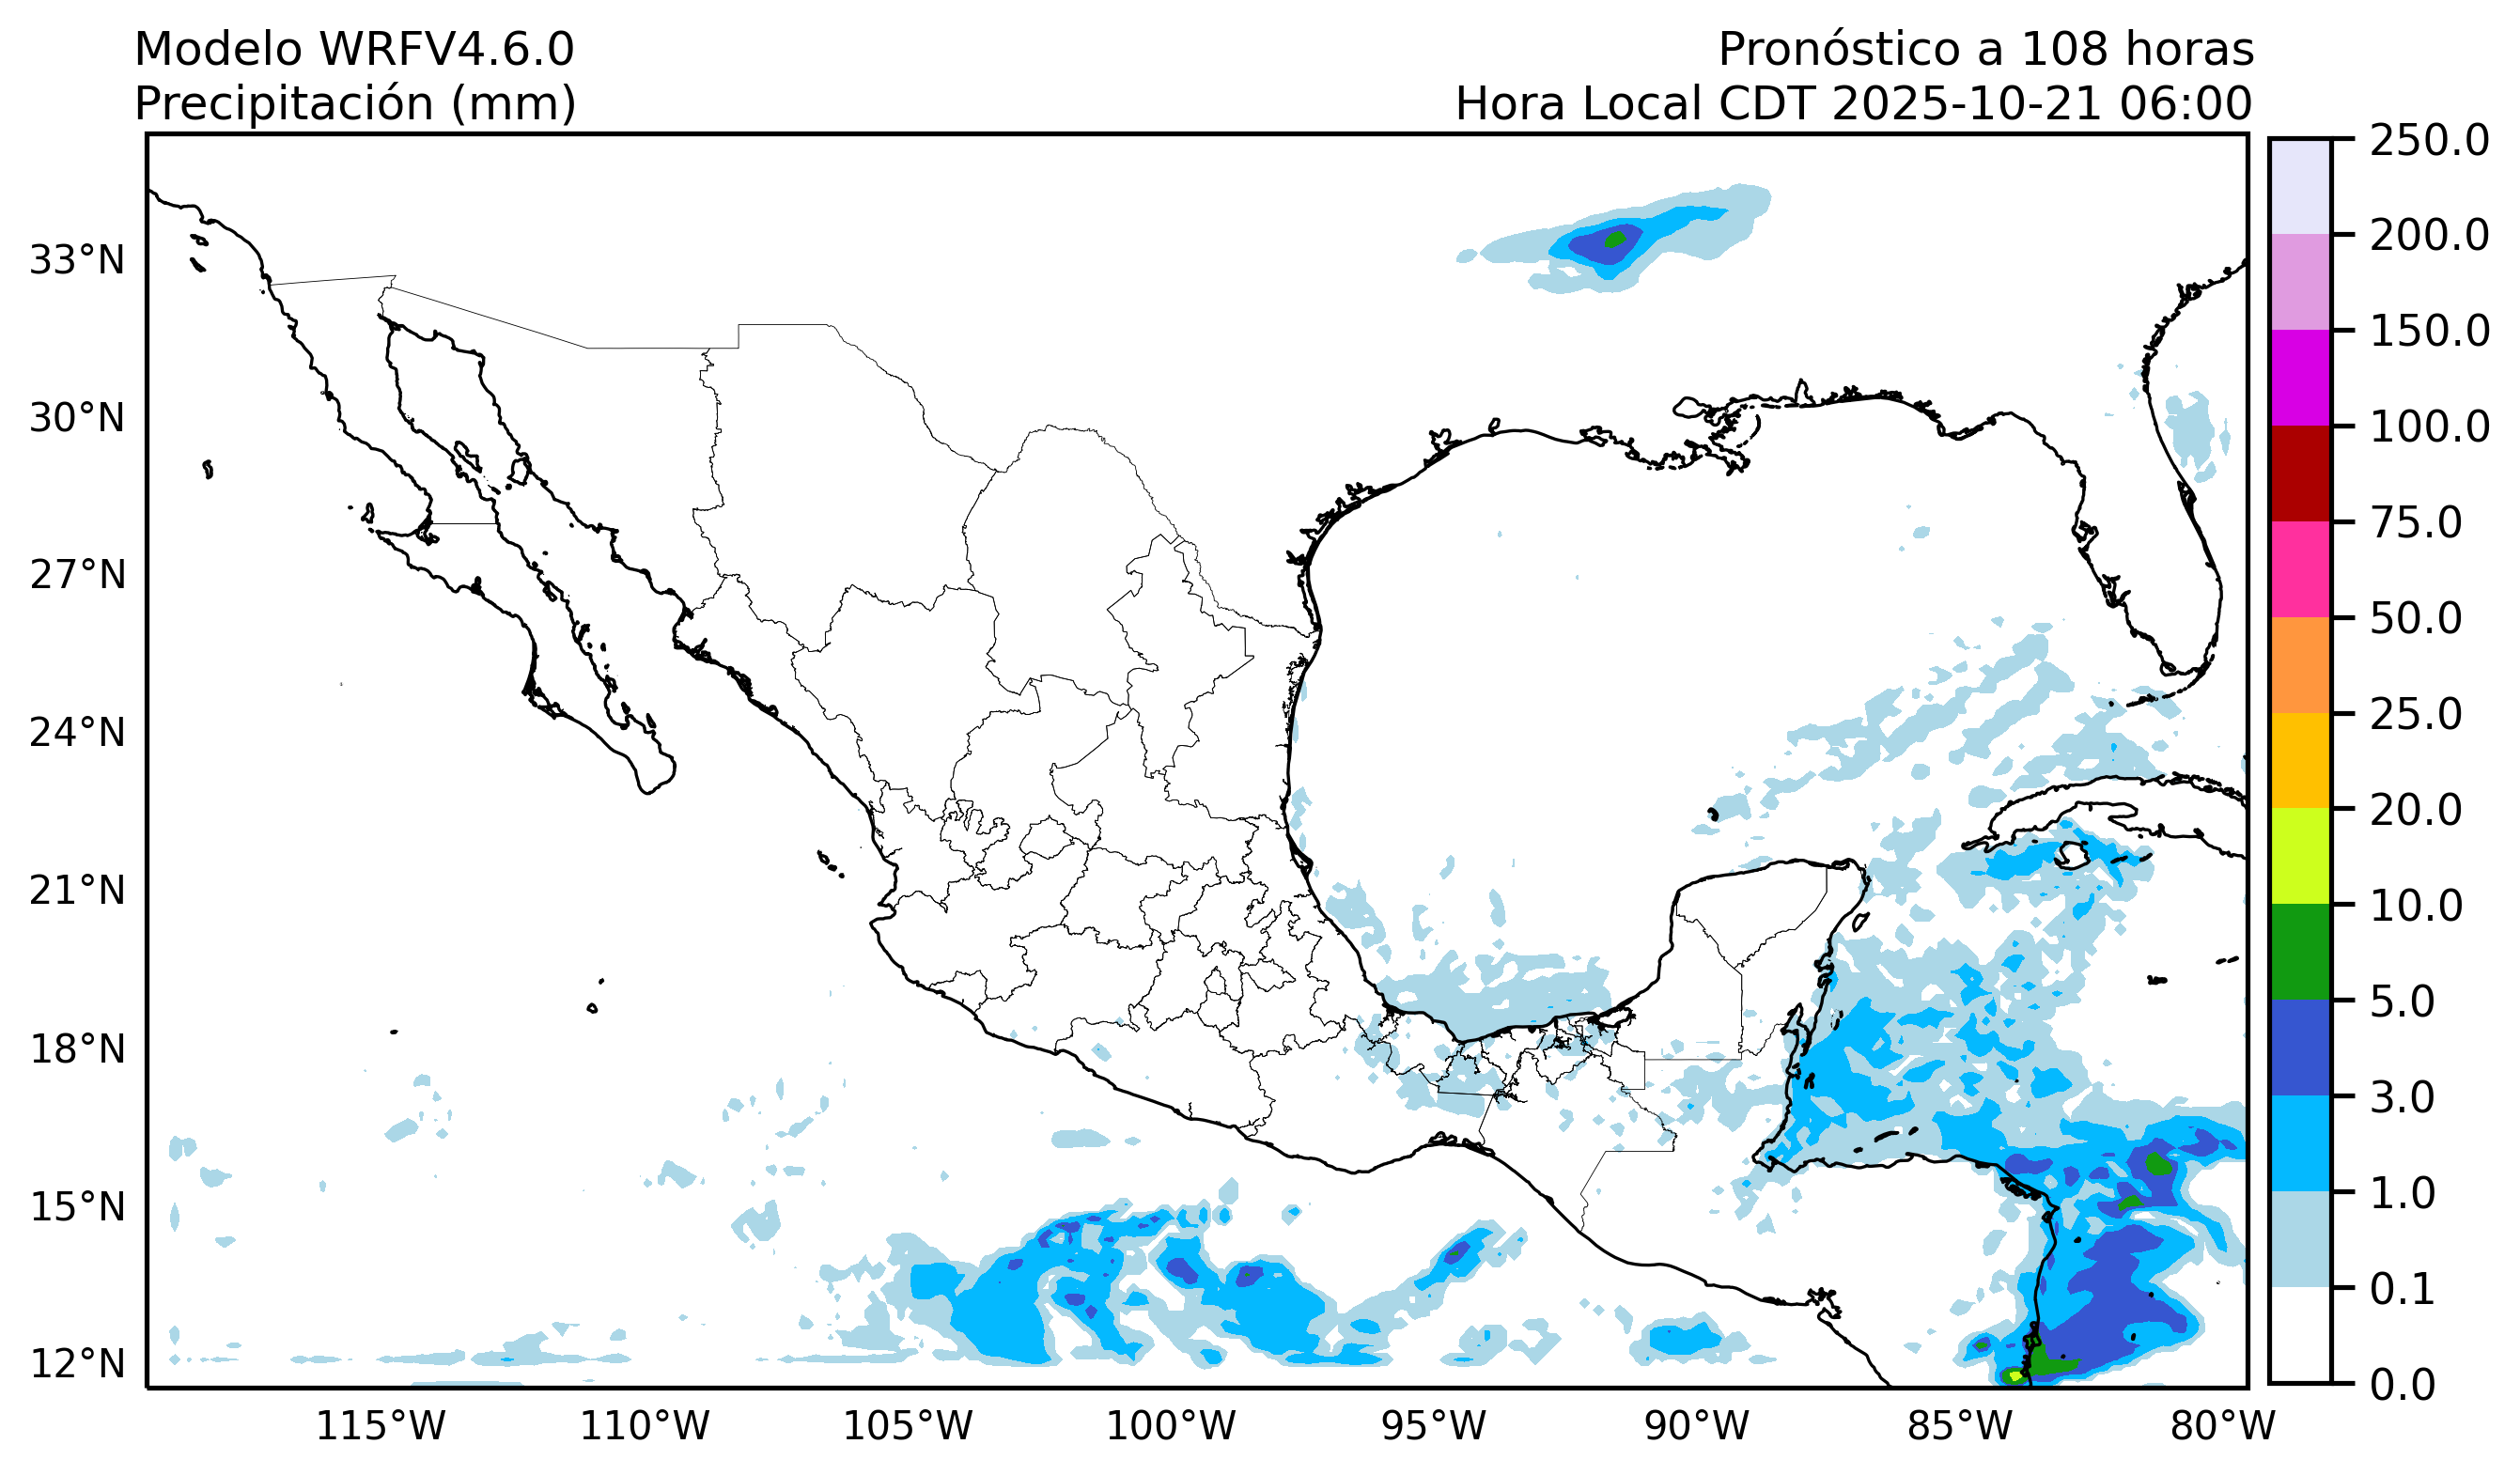 Modelo WRFV4.6.0
Precipitación (mm)
Pronóstico a 108 horas
Hora Local CDT 2025-10-21 06:00
33°N
30°N
27°N
24°N
21°N
18°N
15°N
12°N
115°W
110°W
105°W
100°W
95°W
90°W
85°W
80°W
250.0
200.0
150.0
100.0
75.0
50.0
25.0
20.0
10.0
5.0
3.0
1.0
0.1
0.0